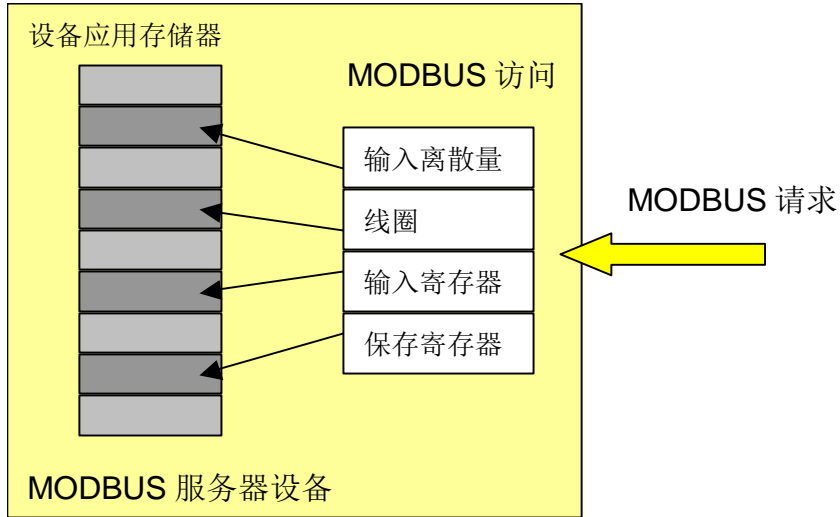 设备应用存储器
MODBUS 访问
输入离散量
线圈
输入寄存器
保存寄存器
MODBUS 请求
MODBUS 服务器设备